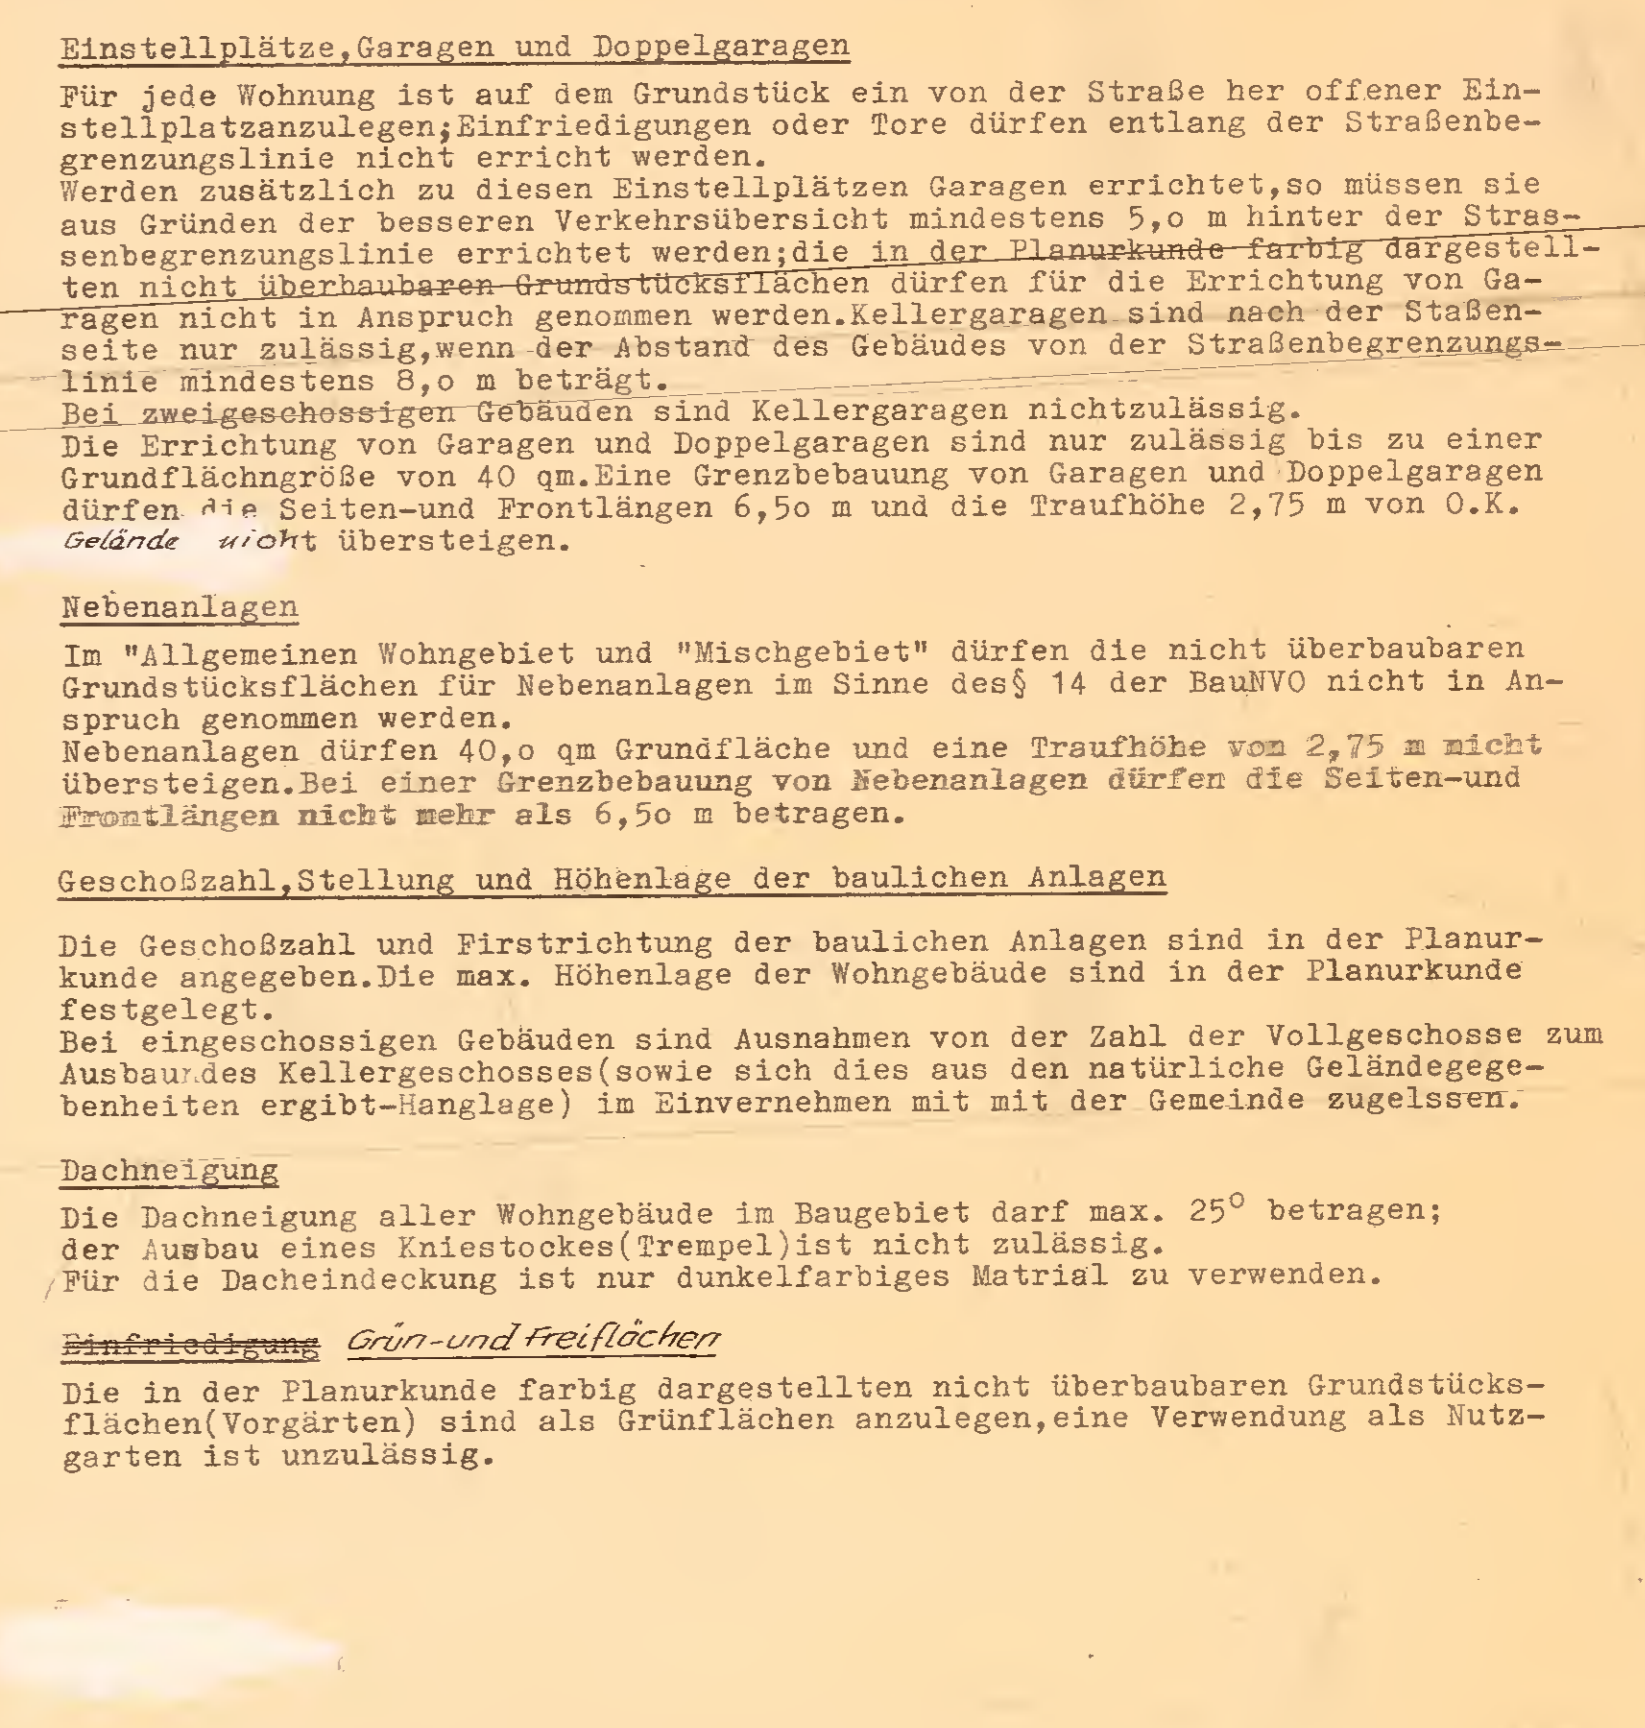 Einstellplätze,Garagen und Doppelgaragen
Für jede Wohnung ist auf dem Grundstück ein von der Straße her offener Ein-
stellplatzanzulegen;Einfriedigungen oder Tore dürfen entlang der Straßenbe-
grenzungslinie nicht erricht werden.
Werden zusätzlich zu diesen Einstellplätzen Garagen errichtet,so müssen sie
aus Gründen der besseren Verkehrsübersicht mindestens 5,o m hinter der Stras-
senbegrenzungslinie errichtet werden;die in der Planurkunde farbig dargestell-
ten nicht überbaubaren Grundstücksflächen dürfen für die Errichtung von Ga-
ragen nicht in Anspruch genommen werden.Kellergaragen sind nach der Staßen-
seite nur zulässig,wenn der Abstand des Gebäudes von der Straßenbegrenzungs-
linie mindestens 8,o m beträgt.
Bei zweigeschossigen Gebäuden sind Kellergaragen nichtzulässig.
Die Errichtung von Garagen und Doppelgaragen sind nur zulässig bis zu einer
Grundflächngröße von 40 qm.Eine Grenzbebauung von Garagen und Doppelgaragen
dürfen die Seiten-und Frontlängen 6,5o m und die Traufhöhe 2,75 m von O.K.
Gelände nicht übersteigen.
Nebenanlagen
Im "Allgemeinen Wohngebiet und "Mischgebiet" dürfen die nicht überbaubaren
Grundstücksflächen für Nebenanlagen im Sinne des§ 14 der BauNVO nicht in An-
spruch genommen werden.
Nebenanlagen dürfen 40,o qm Grundfläche und eine Traufhöhe von 2,75 m nicht
übersteigen.Bei einer Grenzbebauung von Nebenanlagen dürfen die Seiten-und
Frontlängen nicht mehr als 6,5o m betragen.
Geschoßzahl,Stellung und Höhenlage der baulichen Anlagen
Die Geschoßzahl und Firstrichtung der baulichen Anlagen sind in der Planur-
kunde angegeben.Die max. Höhenlage der Wohngebäude sind in der Planurkunde
festgelegt.
Bei eingeschossigen Gebäuden sind Ausnahmen von der Zahl der Vollgeschosse zum
Ausbau des Kellergeschosses(sowie sich dies aus den natürliche Geländegege-
benheiten ergibt-Hanglage) im Einvernehmen mit mit der Gemeinde zugelssen.
Dachneigung
Die Dachneigung aller Wohngebäude im Baugebiet darf max. 25° betragen;
der Ausbau eines Kniestockes(Trempel)ist nicht zulässig.
Für die Dacheindeckung ist nur dunkelfarbiges Matrial zu verwenden.
Einfriedigung Grün-und Freiflächen
Die in der Planurkunde farbig dargestellten nicht überbaubaren Grundstücks-
flächen(Vorgärten) sind als Grünflächen anzulegen,eine Verwendung als Nutz-
garten ist unzulässig.